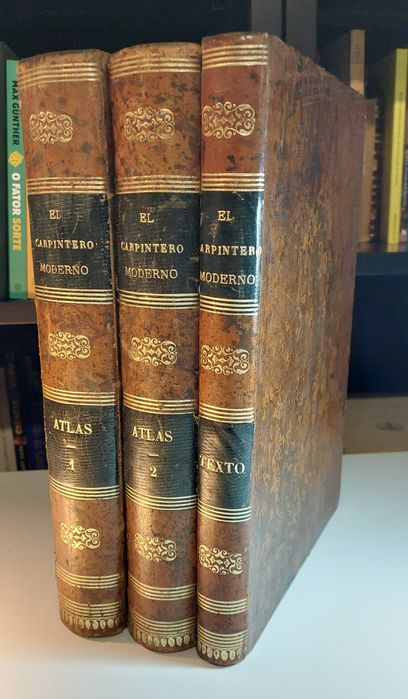 MAX GUNTHER
O FATOR SORTE
EL
CARPINTERO
MODERNO
ATLAS
1
EL
CARPINTERO
MODERNO
ATLAS
2
EL
CARPINTERO
MODERNO
TEXTO